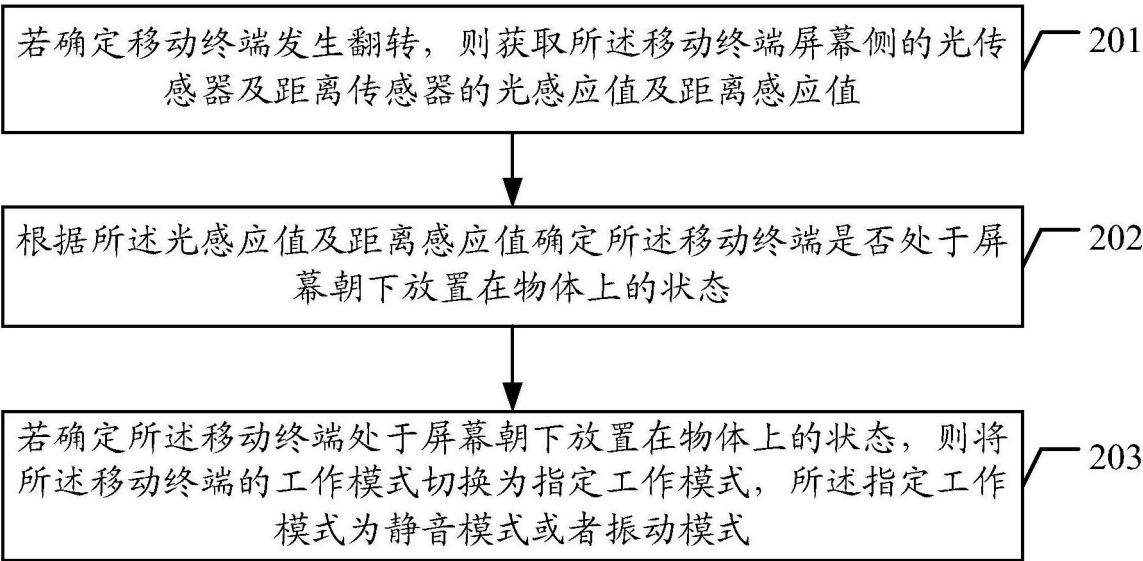 若确定移动终端发生翻转，则获取所述移动终端屏幕侧的光传
感器及距离传感器的光感应值及距离感应值
201
根据所述光感应值及距离感应值确定所述移动终端是否处于屏
幕朝下放置在物体上的状态
202
若确定所述移动终端处于屏幕朝下放置在物体上的状态，则将
所述移动终端的工作模式切换为指定工作模式，所述指定工作
模式为静音模式或者振动模式
203